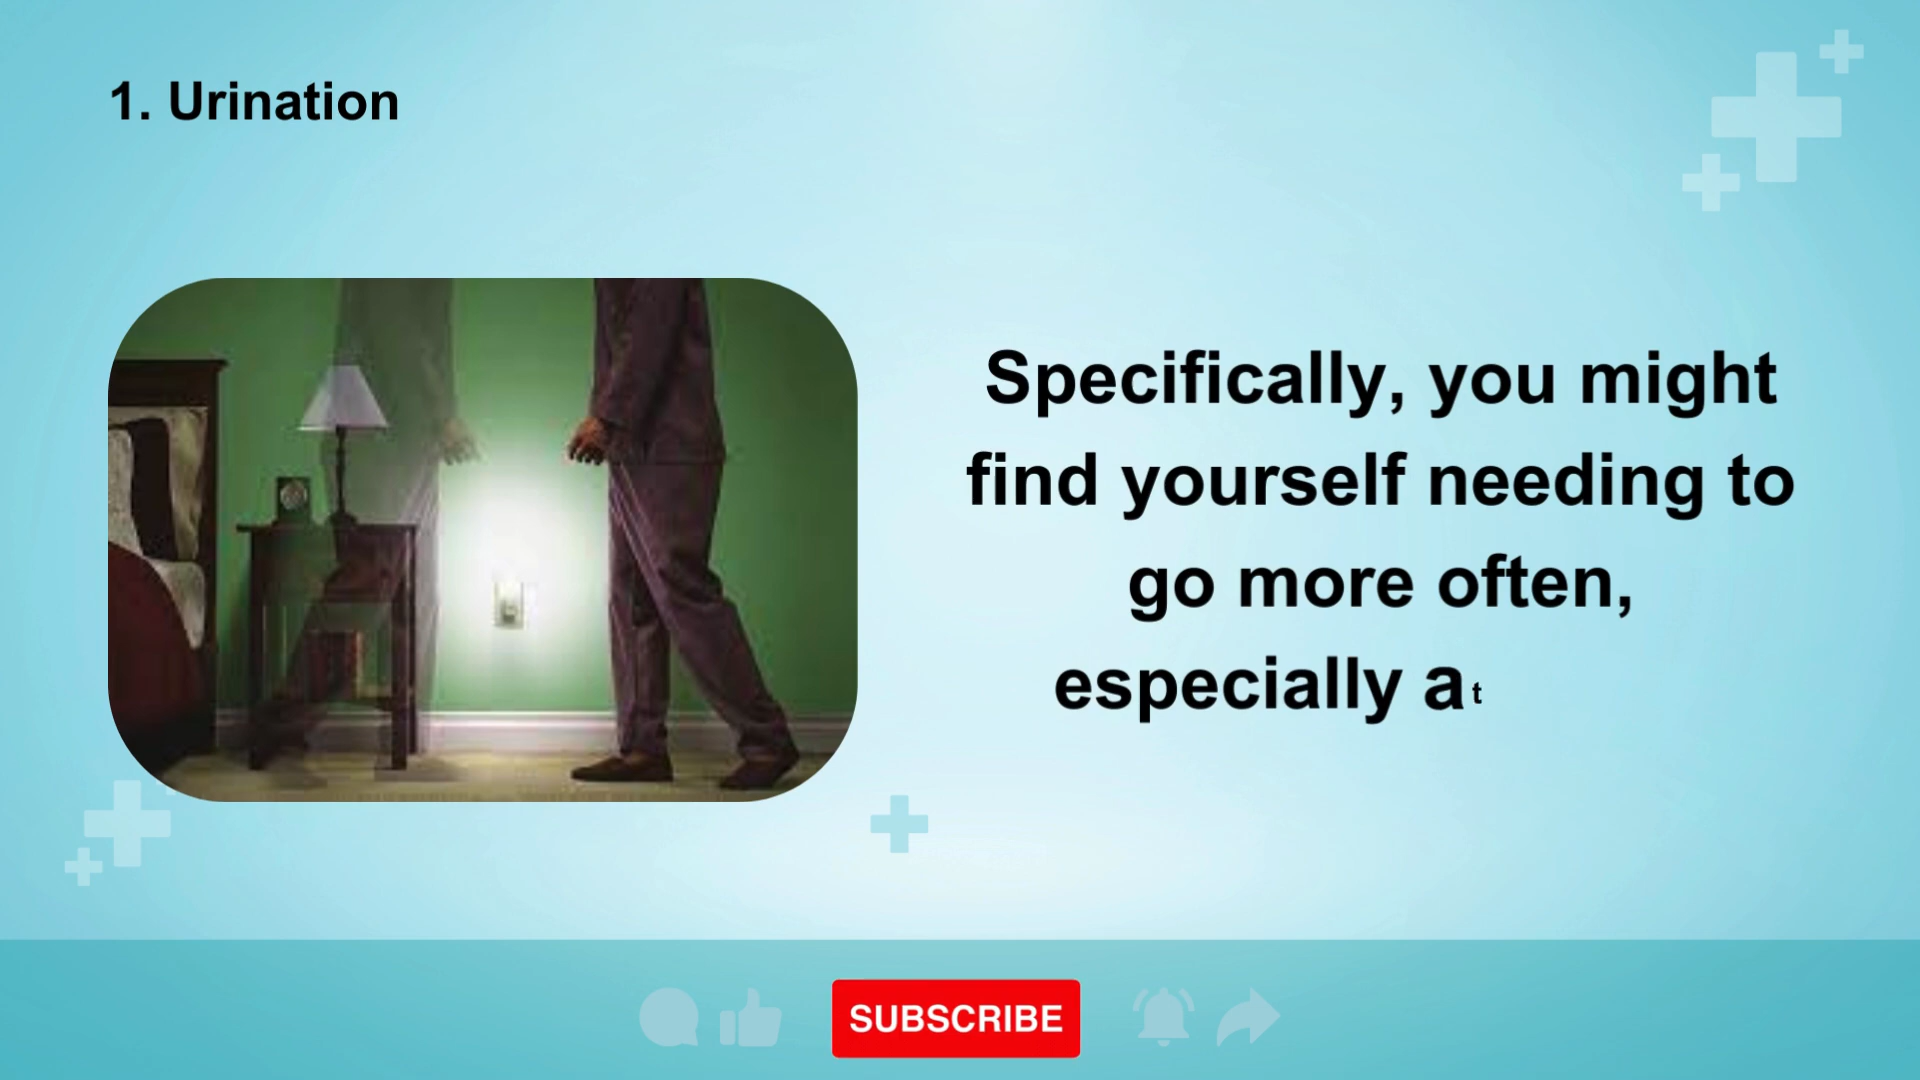 1. Urination
Specifically, you might
find yourself needing to
go more often,
especially at
SUBSCRIBE